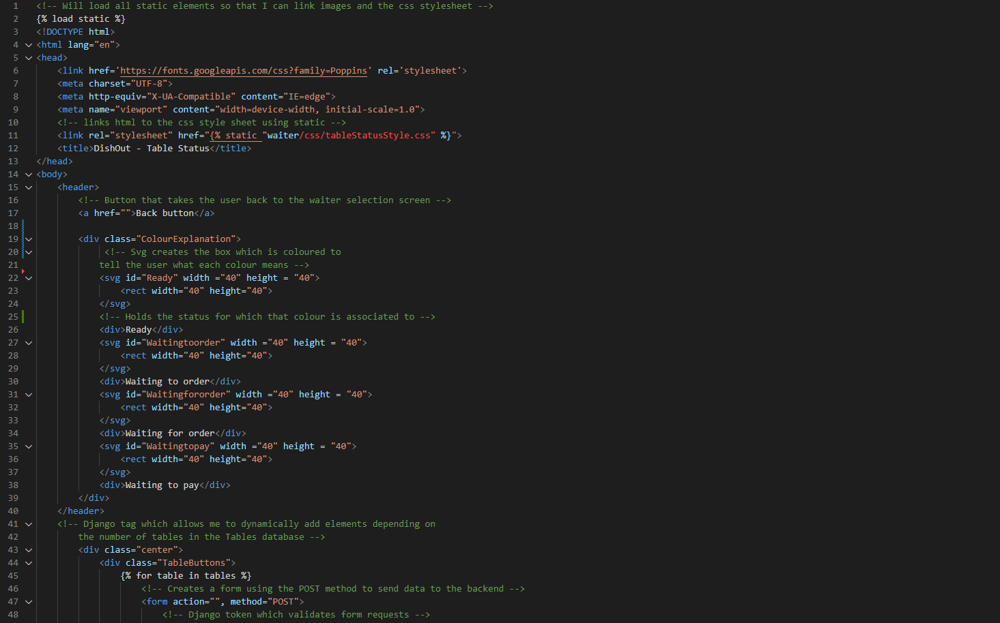 1 <!-- Will load all static elements so that I can link images and the css stylesheet -->
2 {% load static %}
3 <!DOCTYPE html>
4 <html lang="en">
5 <head>
6 <link href='https://fonts.googleapis.com/css?family=Poppins' rel='stylesheet'>
7 <meta charset="UTF-8">
8 <meta http-equiv="X-UA-Compatible" content="IE=edge">
9 <meta name="viewport" content="width=device-width, initial-scale=1.0">
10 <!-- links html to the css style sheet using static -->
11 <link rel="stylesheet" href="{% static "waiter/css/tableStatusStyle.css" %}">
12 <title>DishOut - Table Status</title>
13 </head>
14 <body>
15 <header>
16 <!-- Button that takes the user back to the waiter selection screen -->
17 <a href="">Back button</a>
18
19 <div class="ColourExplanation">
20 <!-- Svg creates the box which is coloured to
21 tell the user what each colour means -->
22 <svg id="Ready" width ="40" height = "40">
23 <rect width="40" height="40">
24 </svg>
25 <!-- Holds the status for which that colour is associated to -->
26 <div>Ready</div>
27 <svg id="Waitingtoorder" width ="40" height = "40">
28 <rect width="40" height="40">
29 </svg>
30 <div>Waiting to order</div>
31 <svg id="Waitingfororder" width ="40" height = "40">
32 <rect width="40" height="40">
33 </svg>
34 <div>Waiting for order</div>
35 <svg id="Waitingtopay" width ="40" height = "40">
36 <rect width="40" height="40">
37 </svg>
38 <div>Waiting to pay</div>
39 </div>
40 </header>
41 <!-- Django tag which allows me to dynamically add elements depending on
42 the number of tables in the Tables database -->
43 <div class="center">
44 <div class="TableButtons">
45 {% for table in tables %}
46 <!-- Creates a form using the POST method to send data to the backend -->
47 <form action="", method="POST">
48 <!-- Django token which validates form requests -->